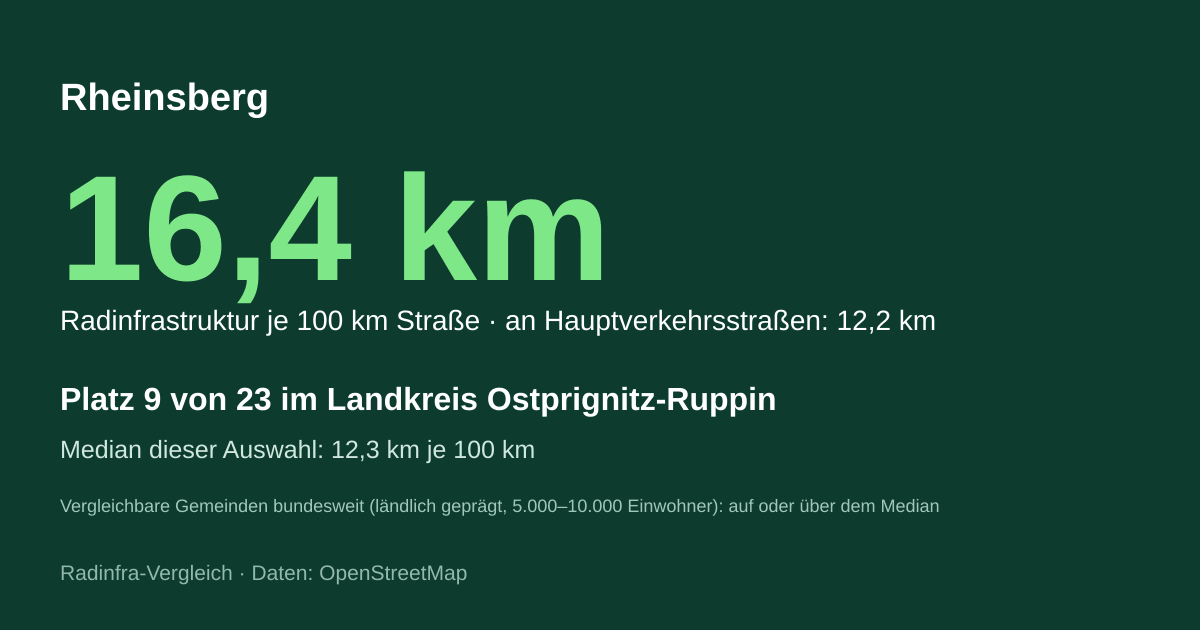 Rheinsberg
16,4 km
Radinfrastruktur je 100 km Straße · an Hauptverkehrsstraßen: 12,2 km
Platz 9 von 23 im Landkreis Ostprignitz-Ruppin
Median dieser Auswahl: 12,3 km je 100 km
Vergleichbare Gemeinden bundesweit (ländlich geprägt, 5.000–10.000 Einwohner): auf oder über dem Median
Radinfra-Vergleich · Daten: OpenStreetMap